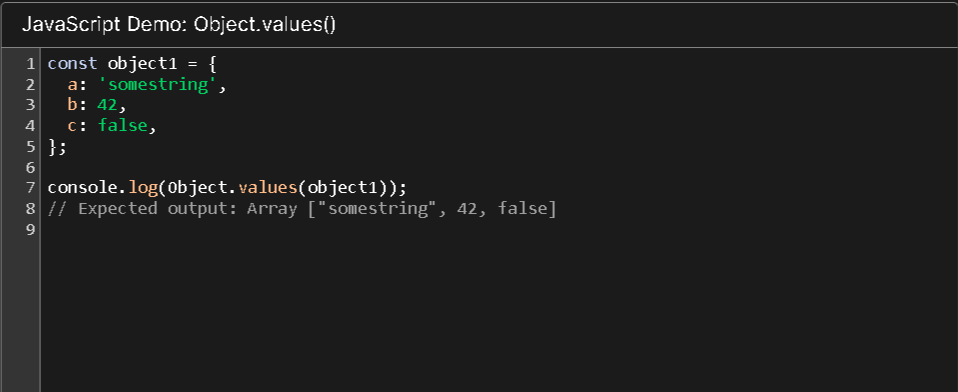 JavaScript Demo: Object.values()
1 const object1 = {
2   a: 'somestring',
3   b: 42,
4   c: false,
5 };
6
7 console.log(Object.values(object1));
8 // Expected output: Array ["somestring", 42, false]
9